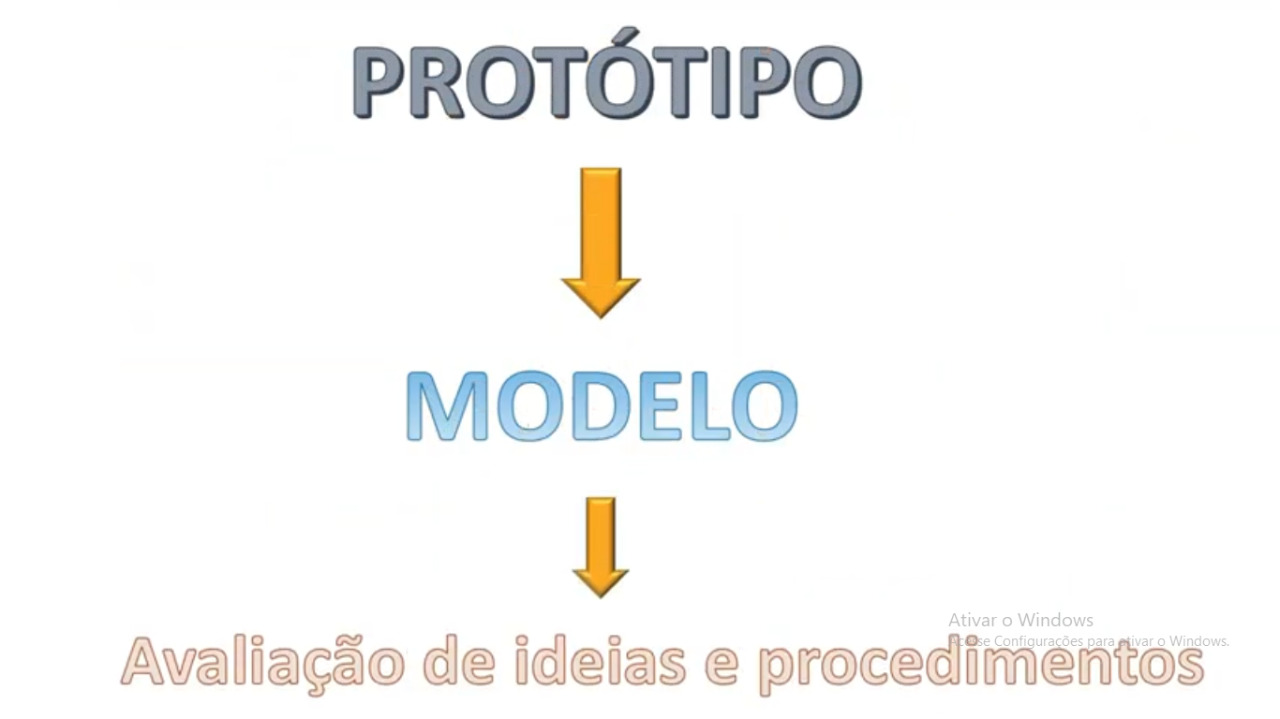 PROTÓTIPO
MODELO
Ativar o Windows
Acesse Configurações para ativar o Windows.
Avaliação de ideias e procedimentos